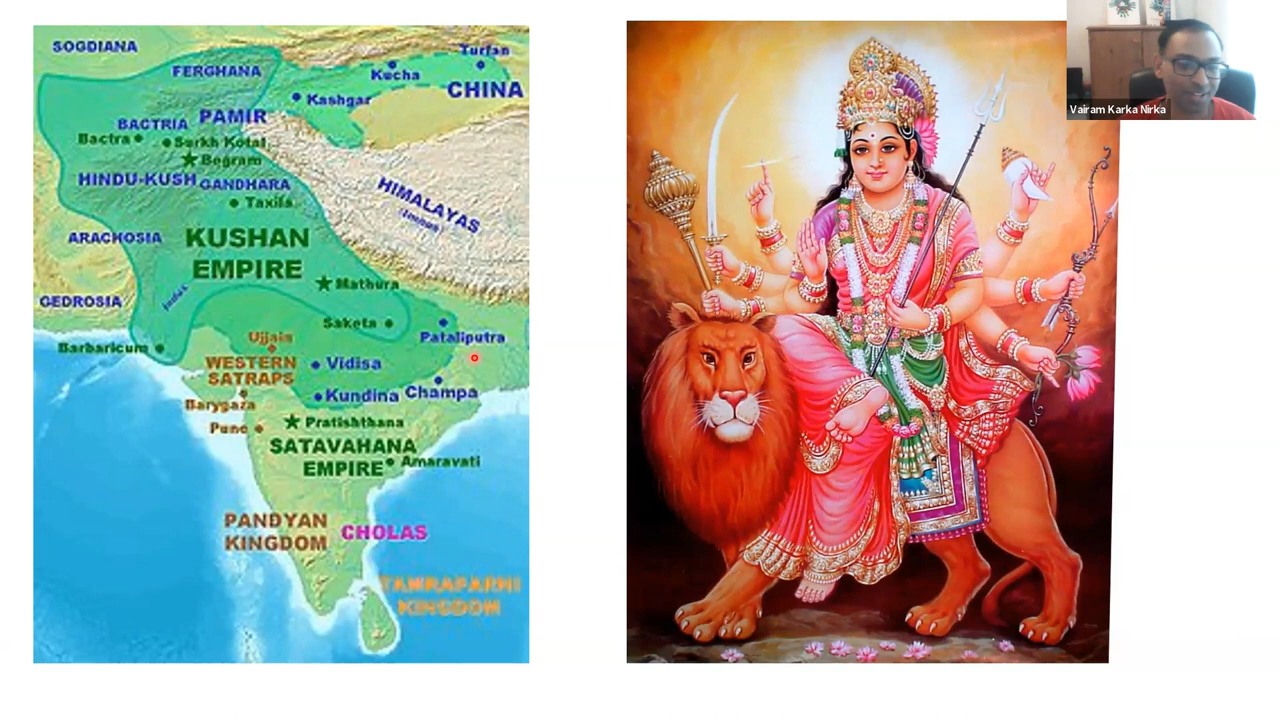 SOGDIANA
Turfan
FERGHANA
Kucha
CHINA
Kashgar
PAMIR
BACTRIA
Bactra
Surkh Kotal
Begram
HINDU-KUSH
GANDHARA
Taxila
HIMALAYAS
ARACHOSIA
KUSHAN
EMPIRE
Mathura
GEDROSIA
Indus
Saketa
Pataliputra
Ujjain
Barbaricum
WESTERN
SATRAPS
Vidisa
Kundina
Champa
Barygaza
Pratishthana
Pune
SATAVAHANA
EMPIRE
Amaravati
PANDYAN
KINGDOM
CHOLAS
TAMRAPARNI
KINGDOM
Vairam Karka Nirka